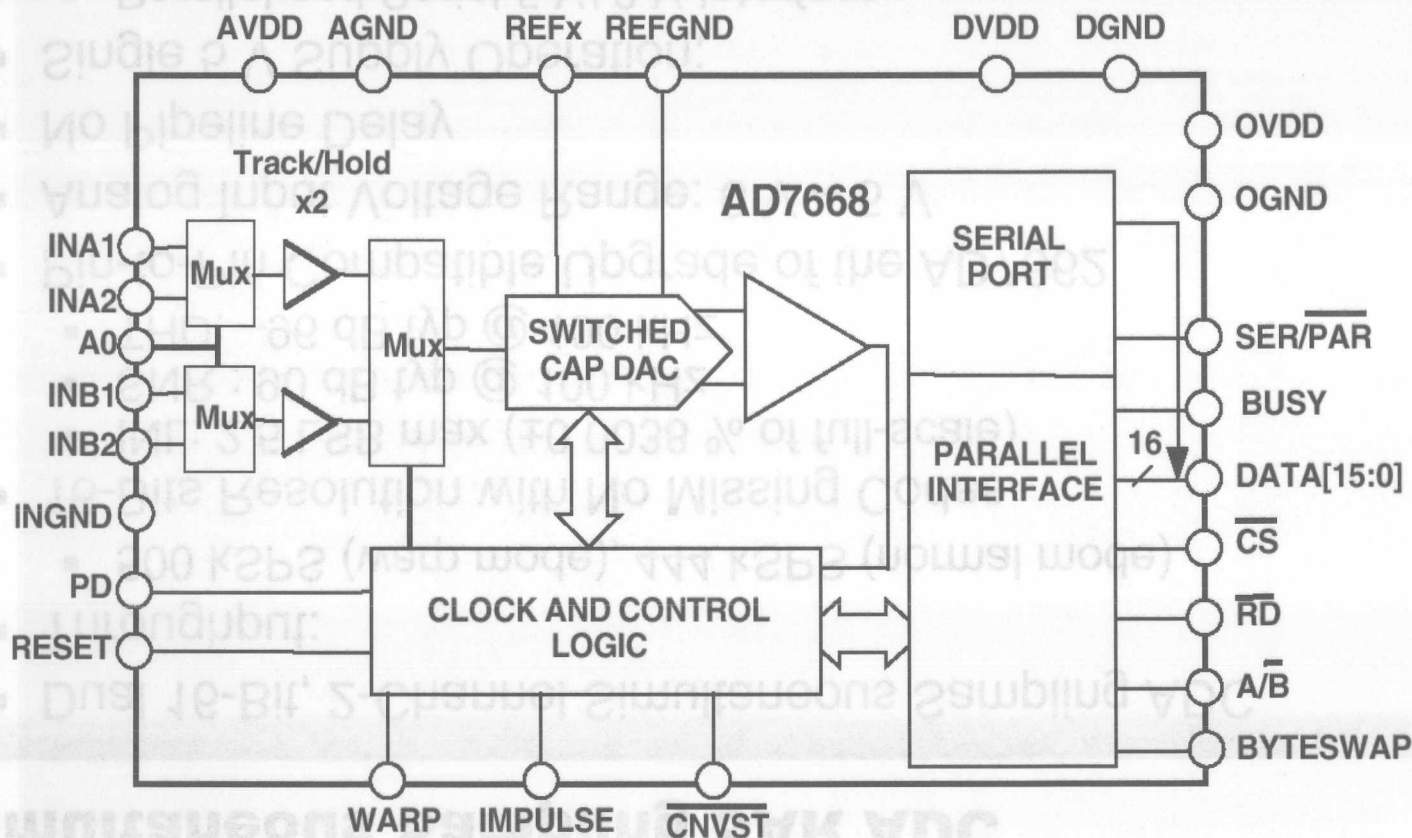 AVDD AGND REFx REFGND DVDD DGND
OVDD
Track/Hold
x2
AD7668
OGND
INA1
Mux
SERIAL
PORT
INA2
A0
Mux
SWITCHED
CAP DAC
SER/PAR
INB1
Mux
BUSY
INB2
PARALLEL
INTERFACE
16
DATA[15:0]
INGND
CS
PD
CLOCK AND CONTROL
LOGIC
RD
RESET
A/B
BYTESWAP
WARP IMPULSE CNVST